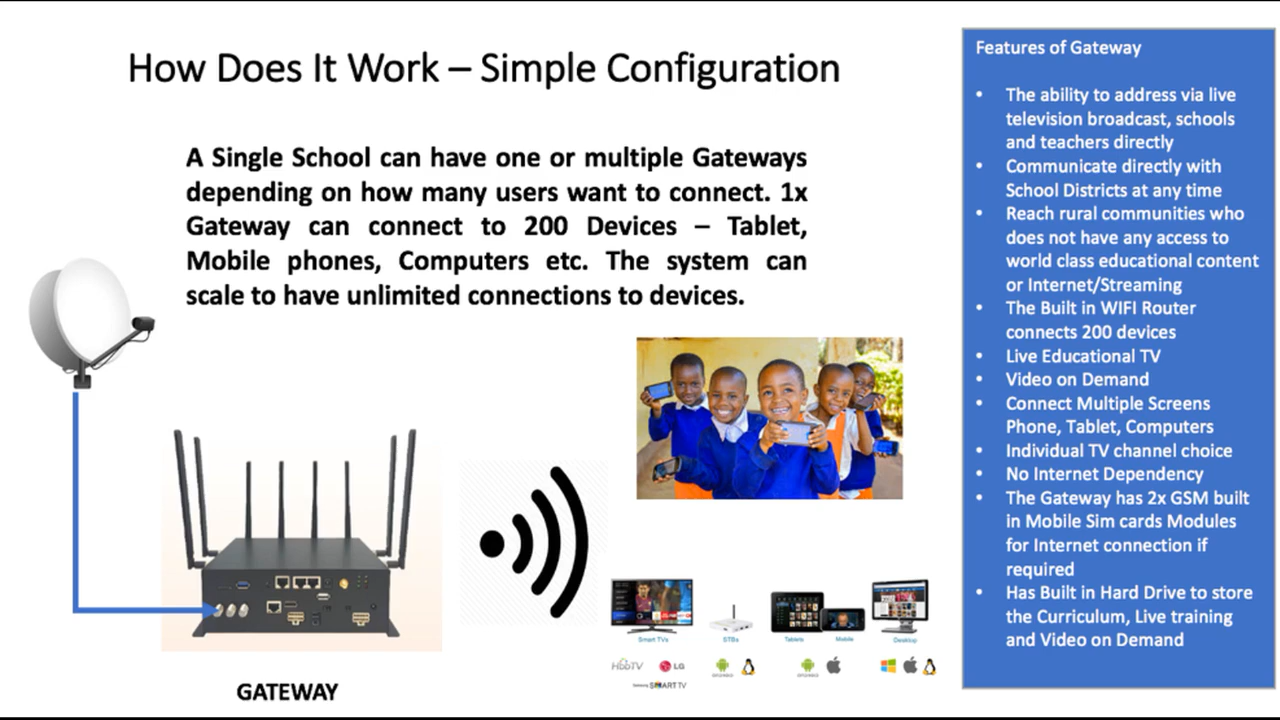 How Does It Work – Simple Configuration
A Single School can have one or multiple Gateways
depending on how many users want to connect. 1x
Gateway can connect to 200 Devices – Tablet,
Mobile phones, Computers etc. The system can
scale to have unlimited connections to devices.
GATEWAY
Smart TVs
STBs
Tablets
Mobile
Desktop
HbbTV
LG
SMART TV
Features of Gateway
• The ability to address via live
television broadcast, schools
and teachers directly
• Communicate directly with
School Districts at any time
• Reach rural communities who
does not have any access to
world class educational content
or Internet/Streaming
• The Built in WIFI Router
connects 200 devices
• Live Educational TV
• Video on Demand
• Connect Multiple Screens
Phone, Tablet, Computers
• Individual TV channel choice
• No Internet Dependency
• The Gateway has 2x GSM built
in Mobile Sim cards Modules
for Internet connection if
required
• Has Built in Hard Drive to store
the Curriculum, Live training
and Video on Demand